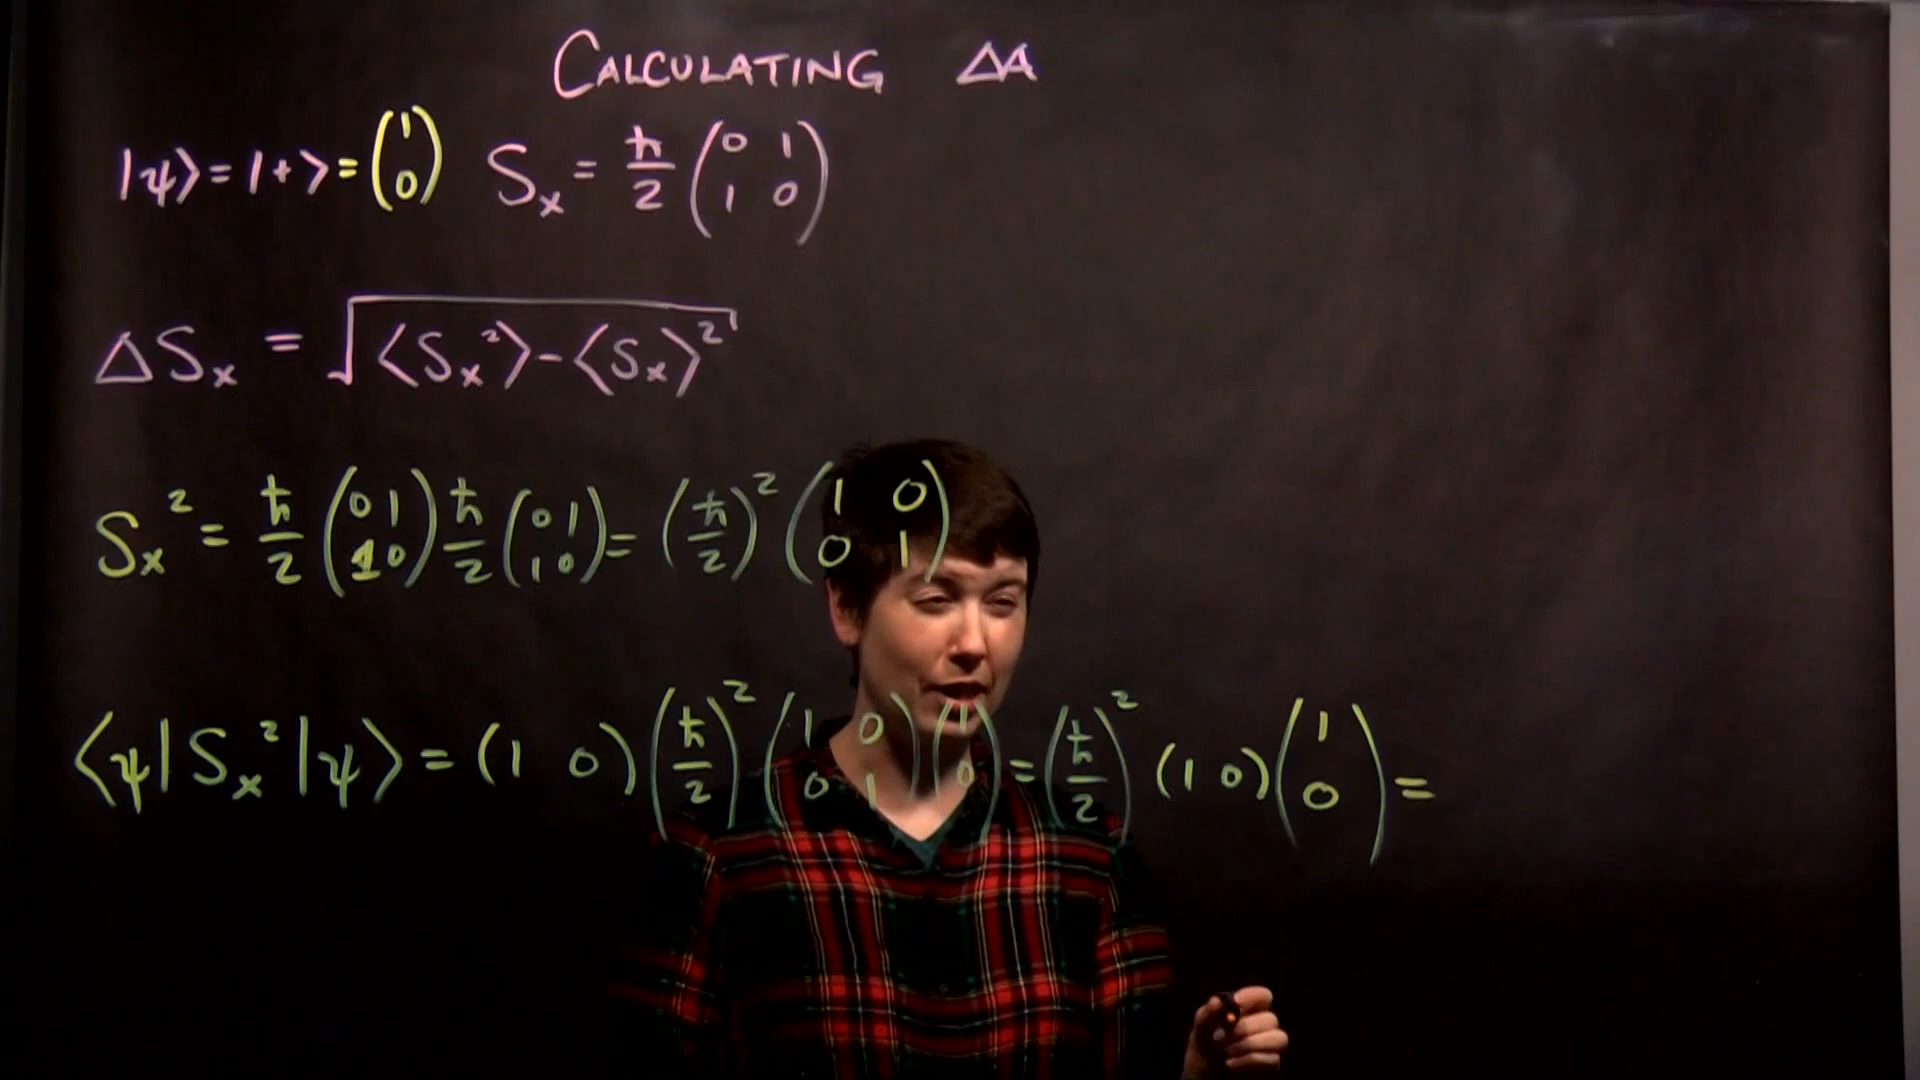 CALCULATING ΔA
|ψ⟩ = |+⟩ = (1 0) Sx = ħ/2 (0 1 1 0)
ΔSx = √⟨Sx²⟩-⟨Sx⟩²
Sx² = ħ/2 (0 1 1 0) ħ/2 (0 1 1 0) = (ħ/2)² (1 0 0 1)
⟨ψ|Sx²|ψ⟩ = (1 0) (ħ/2)² (1 0 0 1) (1 0) = (ħ/2)² (1 0) (1 0) =